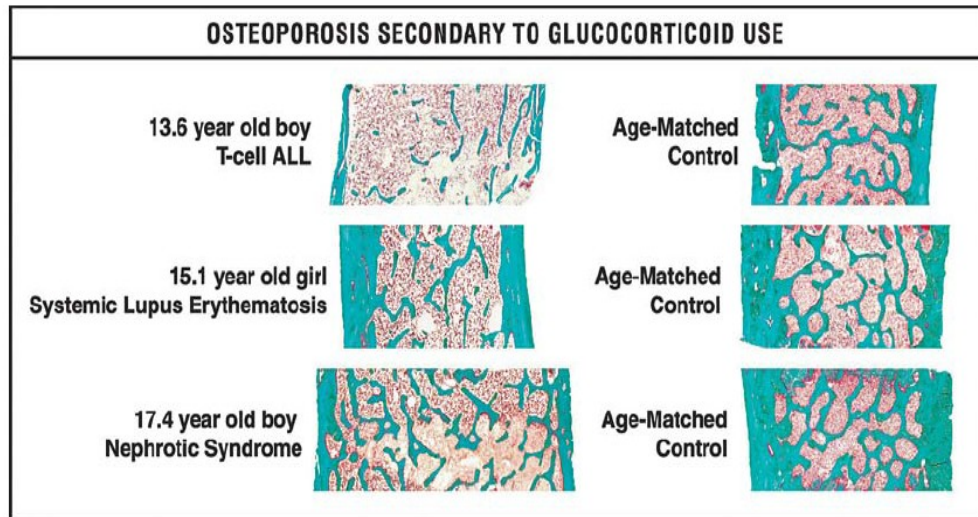 OSTEOPOROSIS SECONDARY TO GLUCOCORTICOID USE
13.6 year old boy
T-cell ALL
Age-Matched
Control
15.1 year old girl
Systemic Lupus Erythematosis
Age-Matched
Control
17.4 year old boy
Nephrotic Syndrome
Age-Matched
Control